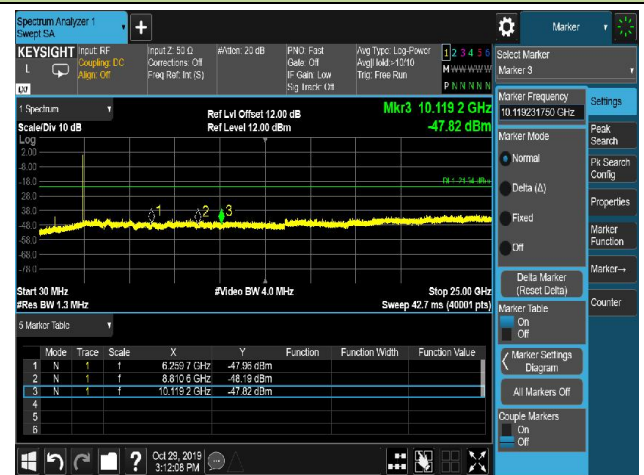 Spectrum Analyzer 1
Swept SA
Marker
KEYSIGHT
L
Input: RF
Coupling: DC
Align: Off
Input Z: 50 Ω
Corrections: Off
Freq Ref: Int (S)
#Atten: 20 dB
PNO: Fast
Gate: Off
IF Gain: Low
Sig Track: Off
Avg Type: Log-Power
Avg|Hold:>10/10
Trig: Free Run
1 2 3 4 5 6
M W W W W W
P N N N N N
Select Marker
Marker 3
1 Spectrum
Scale/Div 10 dB
Log
Ref Lvl Offset 12.00 dB
Ref Level 12.00 dBm
Mkr3 10.119 2 GHz
-47.82 dBm
2.00
-8.00
-18.0
-28.0
-38.0
-48.0
-58.0
-68.0
-78.0
1
2
3
Start 30 MHz
#Res BW 1.3 MHz
#Video BW 4.0 MHz
Stop 25.00 GHz
Sweep 42.7 ms (40001 pts)
5 Marker Table
Mode Trace Scale X Y Function Function Width Function Value
1 N 1 f 6.259 7 GHz -47.96 dBm
2 N 1 f 8.810 6 GHz -48.19 dBm
3 N 1 f 10.119 2 GHz -47.82 dBm
4
5
6
Marker Frequency
10.119231750 GHz
Marker Mode
Normal
Delta (Δ)
Fixed
Off
Delta Marker
(Reset Delta)
Marker Table
On
Off
Marker Settings
Diagram
All Markers Off
Couple Markers
On
Off
Settings
Peak
Search
Pk Search
Config
Properties
Marker
Function
Marker→
Counter
?
Oct 29, 2019
3:12:08 PM